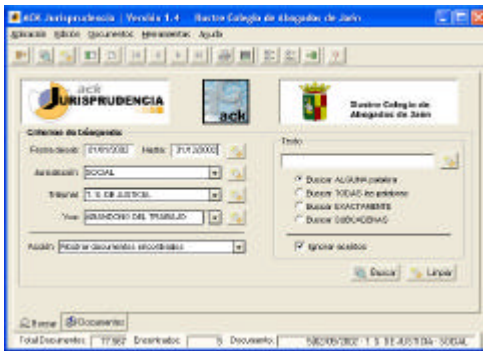 ACK Jurisprudencia | Versión 1.4 Ilustre Colegio de Abogados de Jaén
Edición Documentos Herramientas Ayuda
ack
JURISPRUDENCIA
ack
Ilustre Colegio de
Abogados de Jaén
Criterios de búsqueda:
Fecha desde: 01/01/2002 Hasta: 31/12/2002
Jurisdicción: SOCIAL
Tribunal: T. S. DE JUSTICIA
Voz: ABANDONO DEL TRABAJO
Acción: Mostrar documentos encontrados
Texto
Buscar ALGUNA palabra
Buscar TODAS las palabras
Buscar EXACTAMENTE
Buscar SUBCADENAS
Ignorar acentos
Buscar Limpiar
Buscar Documentos
Total Documentos: Encontrados: 5 Documento: T. S. DE JUSTICIA - SOCIAL